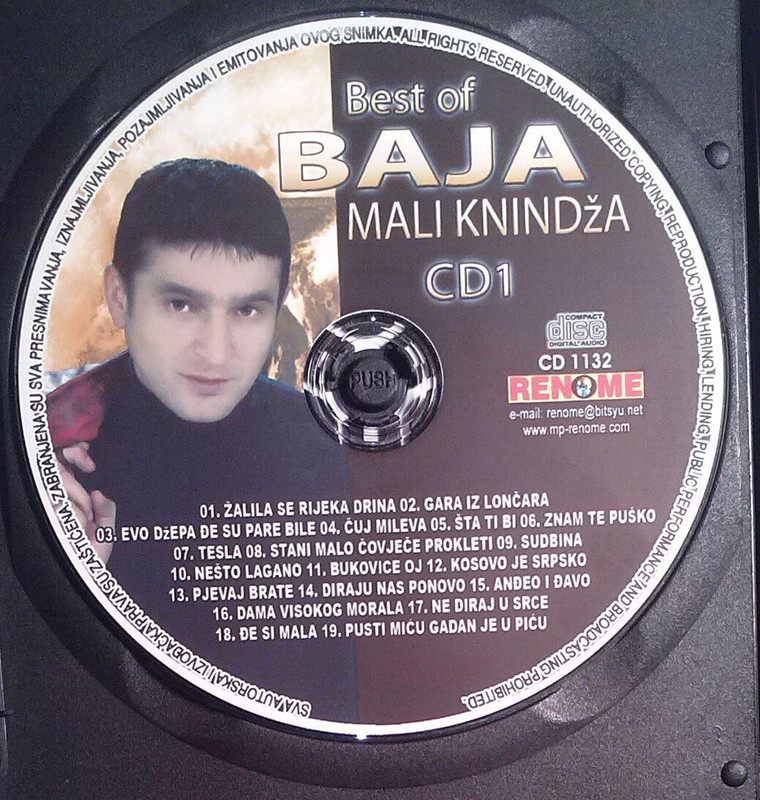 Best of
BAJA
MALI KNINDžA
CD1
COMPACT
disc
DIGITAL AUDIO
CD 1132
RENOME
e-mail: renome@bitsyu.net
www.mp-renome.com
PUSH
01. ŽALILA SE RIJEKA DRINA 02. GARA IZ LONČARA
03. EVO DžEPA ĐE SU PARE BILE 04. ČUJ MILEVA 05. ŠTA TI BI 06. ZNAM TE PUŠKO
07. TESLA 08. STANI MALO ČOVJEČE PROKLETI 09. SUDBINA
10. NEŠTO LAGANO 11. BUKOVICE OJ 12. KOSOVO JE SRPSKO
13. PJEVAJ BRATE 14. DIRAJU NAS PONOVO 15. ANĐEO I ĐAVO
16. DAMA VISOKOG MORALA 17. NE DIRAJ U SRCE
18. ĐE SI MALA 19. PUSTI MIĆU GADAN JE U PIĆU
SVA AUTORSKA I IZVOĐAČKA PRAVA SU ZAŠTIĆENA. ZABRANJENA SU SVA PRESNIMAVANJA, IZNAJMLJIVANJA, POZAJMLJIVANJA I EMITOVANJA OVOG SNIMKA. ALL RIGHTS RESERVED. UNAUTHORIZED COPYING, REPRODUCTION, HIRING, LENDING, PUBLIC PERFORMANCE AND BROADCASTING PROHIBITED.